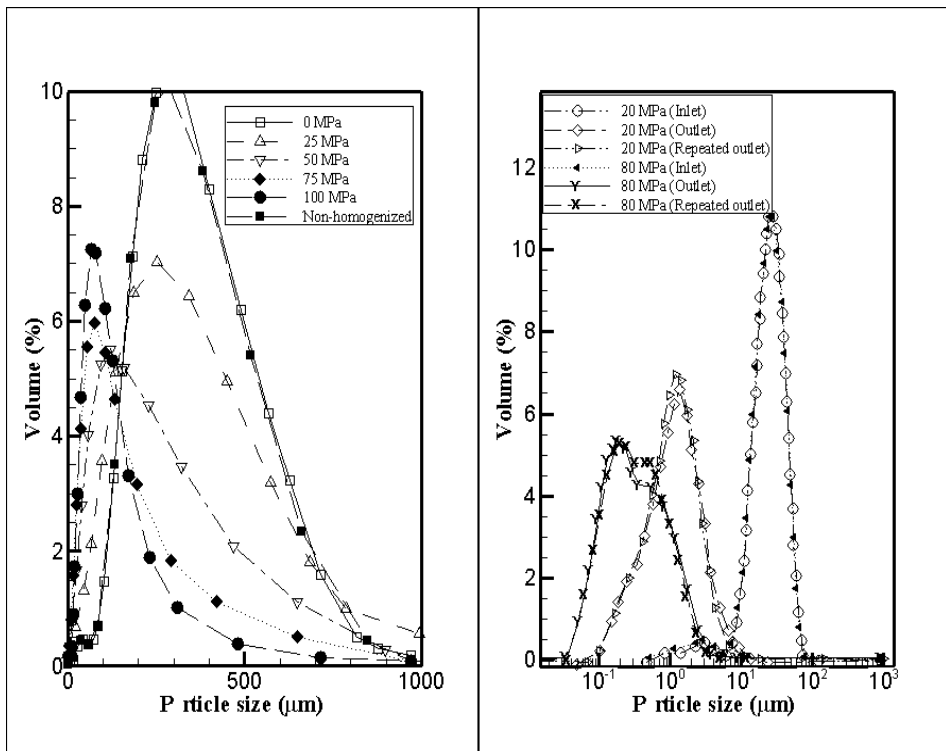 10
8
6
4
2
0
Volume (%)
0 MPa
25 MPa
50 MPa
75 MPa
100 MPa
Non-homogenized
0
500
1000
P rticle size (μm)
12
10
8
6
4
2
0
Volume (%)
20 MPa (Inlet)
20 MPa (Outlet)
20 MPa (Repeated outlet)
80 MPa (Inlet)
80 MPa (Outlet)
80 MPa (Repeated outlet)
10⁻¹
10⁰
10¹
10²
10³
P rticle size (μm)